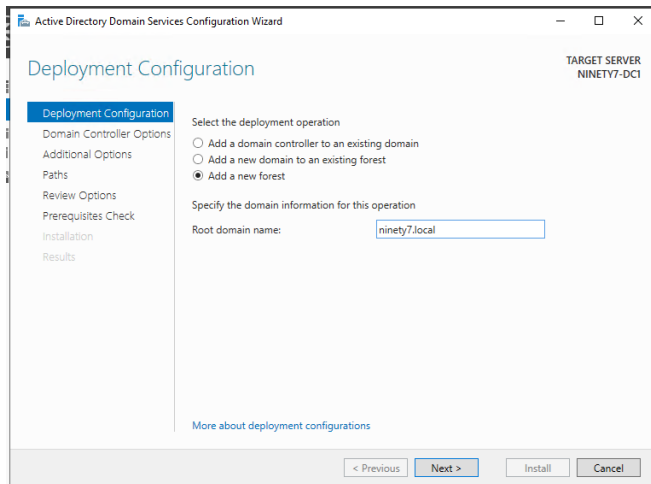 Active Directory Domain Services Configuration Wizard
Deployment Configuration
TARGET SERVER
NINETY7-DC1
Deployment Configuration
Domain Controller Options
Additional Options
Paths
Review Options
Prerequisites Check
Installation
Results
Select the deployment operation
Add a domain controller to an existing domain
Add a new domain to an existing forest
Add a new forest
Specify the domain information for this operation
Root domain name: ninety7.local
More about deployment configurations
< Previous Next > Install Cancel